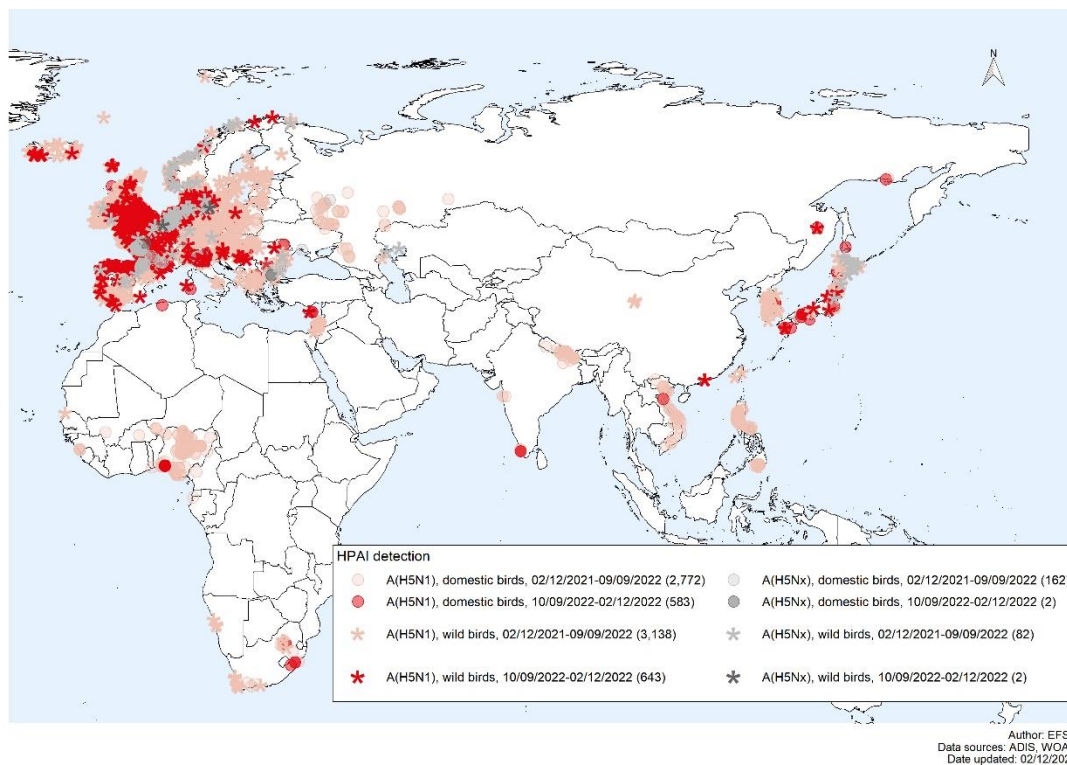 N
HPAI detection
A(H5N1), domestic birds, 02/12/2021-09/09/2022 (2,772)
A(H5N1), domestic birds, 10/09/2022-02/12/2022 (583)
A(H5N1), wild birds, 02/12/2021-09/09/2022 (3,138)
A(H5N1), wild birds, 10/09/2022-02/12/2022 (643)
A(H5Nx), domestic birds, 02/12/2021-09/09/2022 (162
A(H5Nx), domestic birds, 10/09/2022-02/12/2022 (2)
A(H5Nx), wild birds, 02/12/2021-09/09/2022 (82)
A(H5Nx), wild birds, 10/09/2022-02/12/2022 (2)
Author: EFS
Data sources: ADIS, WOA
Date updated: 02/12/202